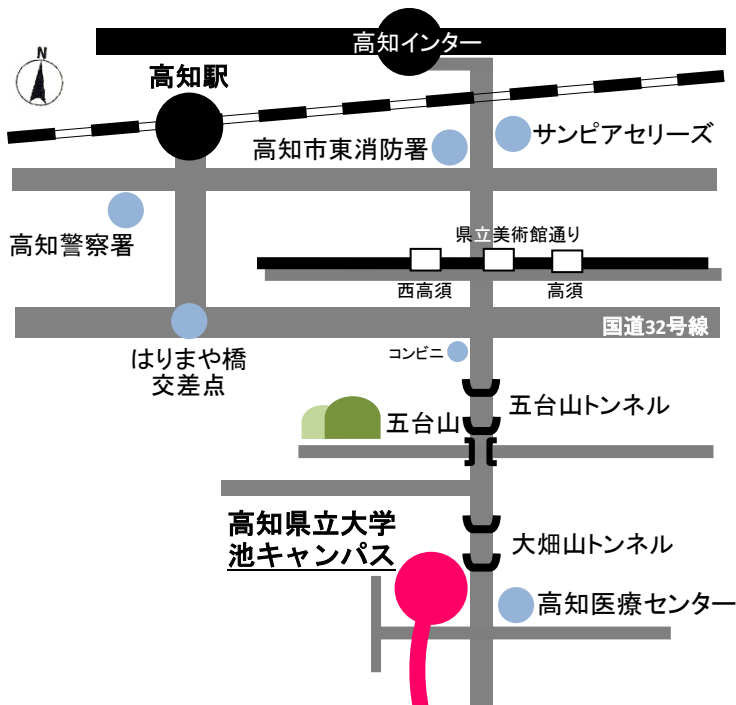 高知インター
N
高知駅
サンピアセリーズ
高知市東消防署
高知警察署
県立美術館通り
西高須
高須
国道32号線
はりまや橋
交差点
コンビニ
五台山トンネル
五台山
高知県立大学
池キャンパス
大畑山トンネル
高知医療センター